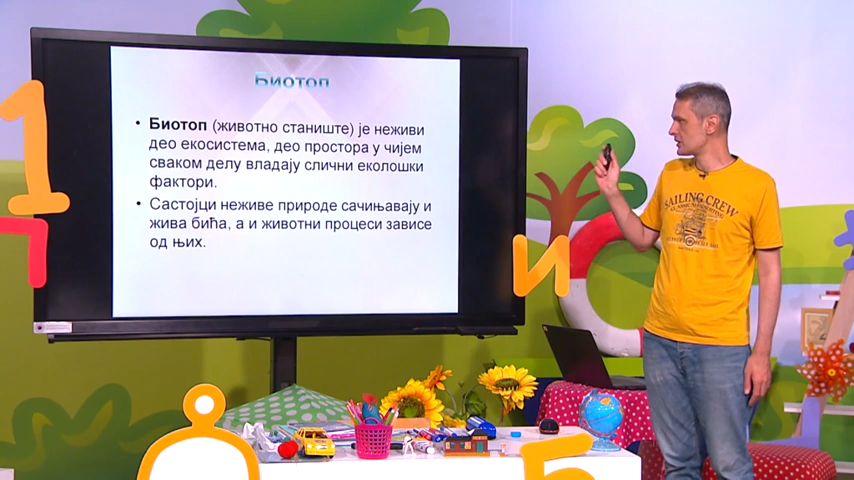 Биотоп
• Биотоп (животно станиште) је неживи
део екосистема, део простора у чијем
сваком делу владају слични еколошки
фактори.
• Састојци неживе природе сачињавају и
жива бића, а и животни процеси зависе
од њих.
1
и
SAILING CREW